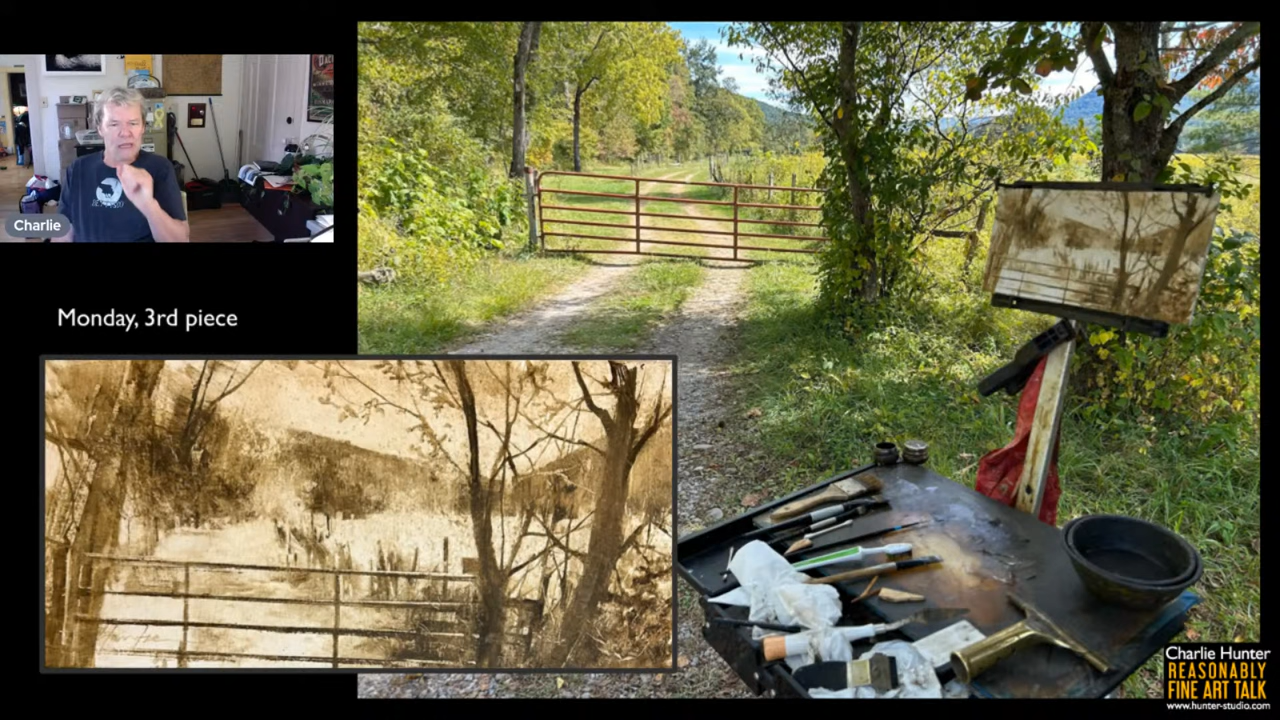 Charlie
Monday, 3rd piece
Charlie Hunter
REASONABLY
FINE ART TALK
www.hunter-studio.com